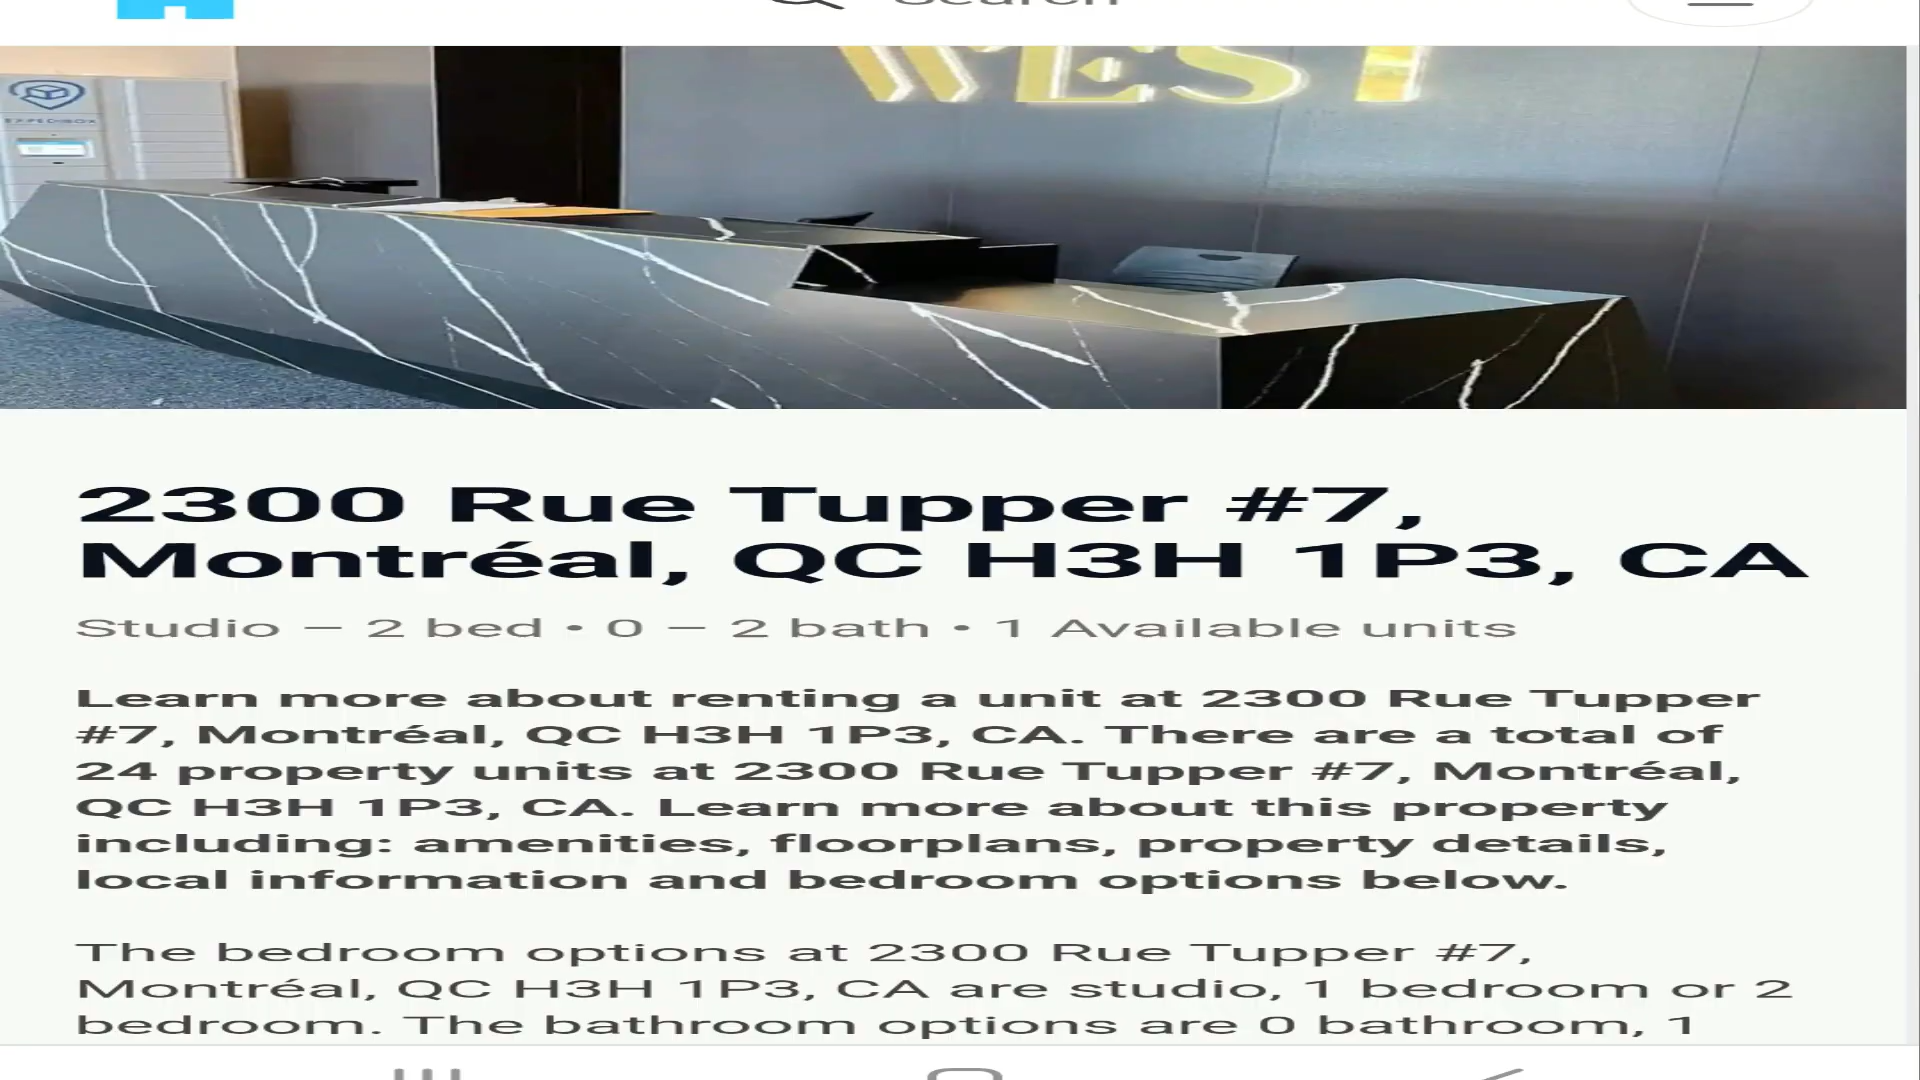 Search
WEST
EXPEDIBOX
2300 Rue Tupper #7,
Montréal, QC H3H 1P3, CA
Studio – 2 bed • 0 – 2 bath • 1 Available units
Learn more about renting a unit at 2300 Rue Tupper
#7, Montréal, QC H3H 1P3, CA. There are a total of
24 property units at 2300 Rue Tupper #7, Montréal,
QC H3H 1P3, CA. Learn more about this property
including: amenities, floorplans, property details,
local information and bedroom options below.
The bedroom options at 2300 Rue Tupper #7,
Montréal, QC H3H 1P3, CA are studio, 1 bedroom or 2
bedroom. The bathroom options are 0 bathroom, 1